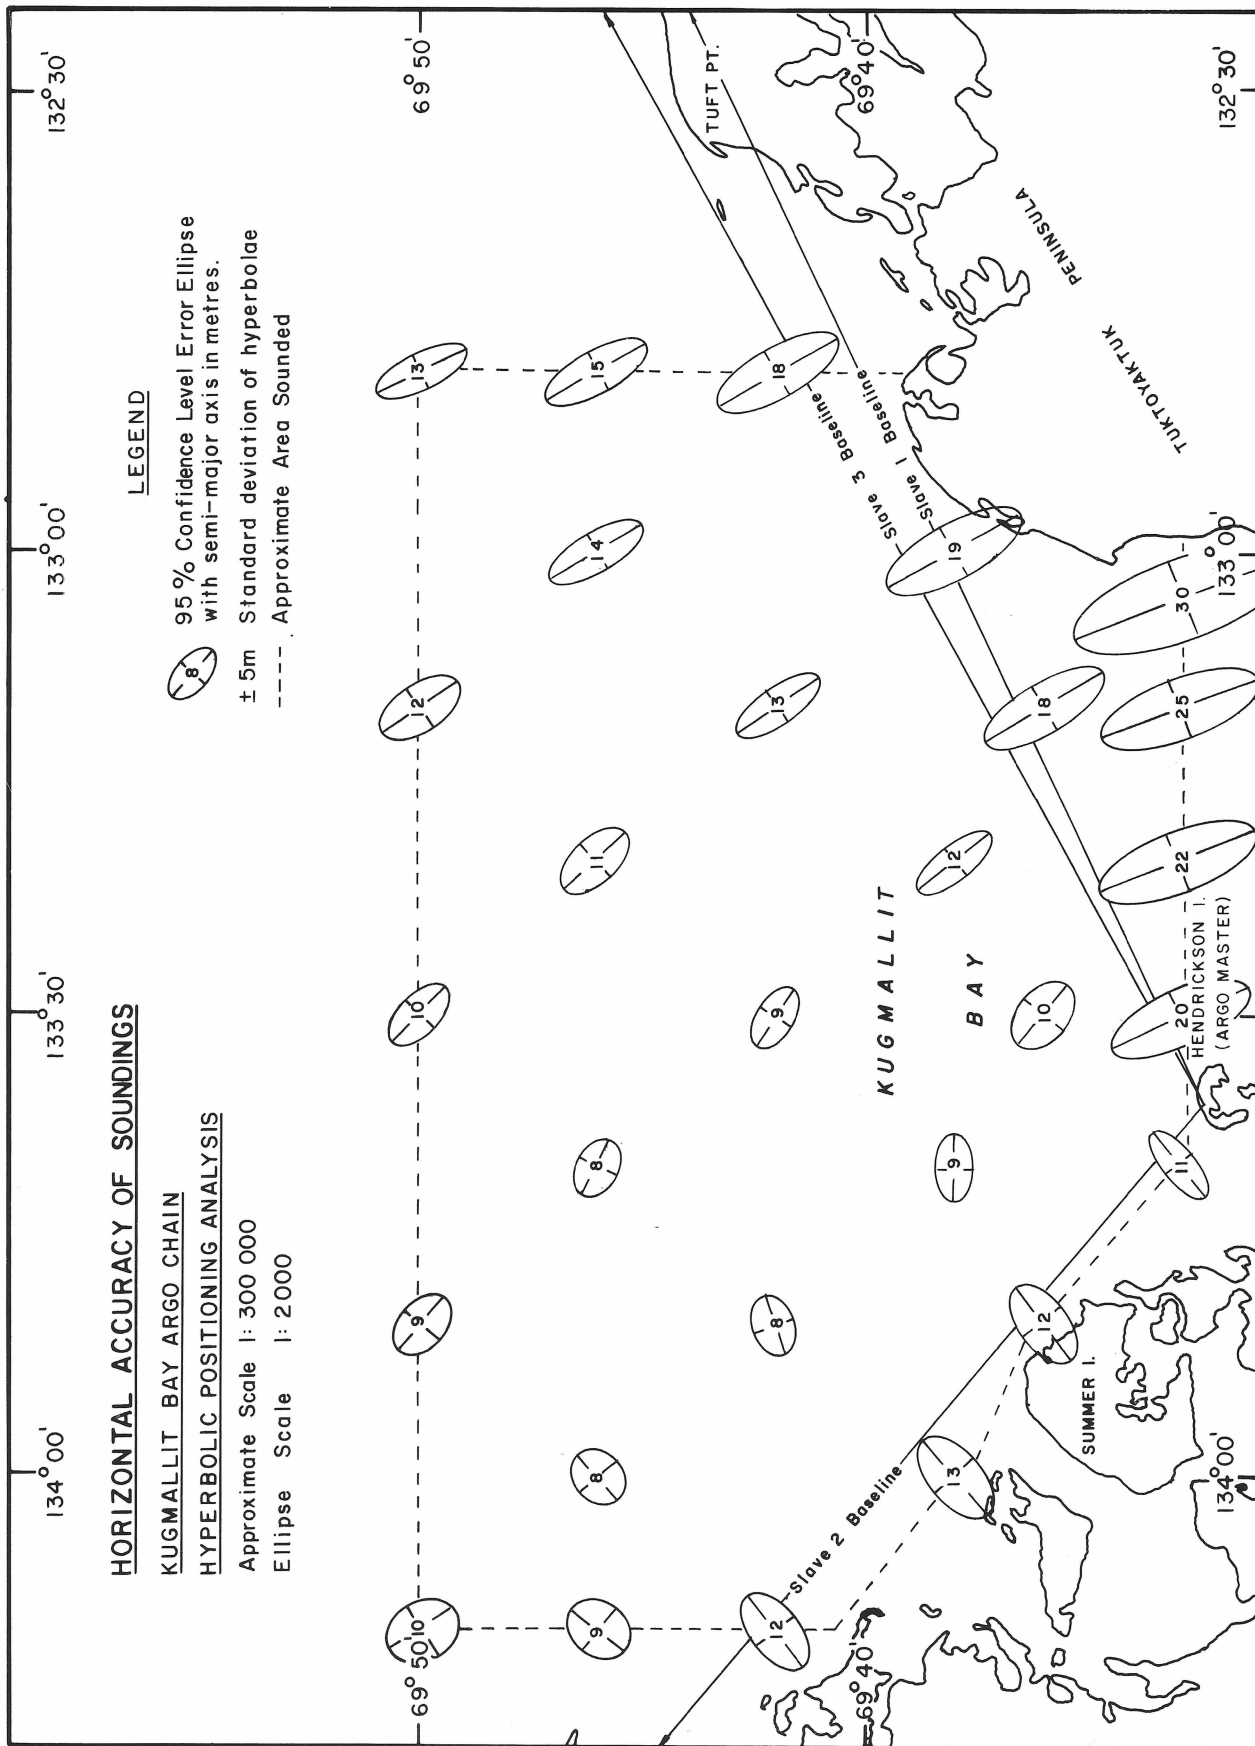 HORIZONTAL ACCURACY OF SOUNDINGS
KUGMALLIT BAY ARGO CHAIN
HYPERBOLIC POSITIONING ANALYSIS
Approximate Scale 1: 300 000
Ellipse Scale 1: 2000
LEGEND
8
95 % Confidence Level Error Ellipse
with semi-major axis in metres.
± 5m Standard deviation of hyperbolae
Approximate Area Sounded
134° 00'
133° 30'
133° 00'
132° 30'
69° 50'
10
9
10
12
13
69° 50'
9
8
8
11
14
15
12
8
9
13
18
Slave 2 Baseline
Slave 3 Baseline
Slave 1 Baseline
TUFT PT.
69° 40'
KUGMALLIT
BAY
69° 40'
13
9
12
19
12
10
18
SUMMER I.
TUKTOYAKTUK
PENINSULA
11
20
22
25
30
HENDRICKSON I.
(ARGO MASTER)
134° 00'
133° 00'
132° 30'